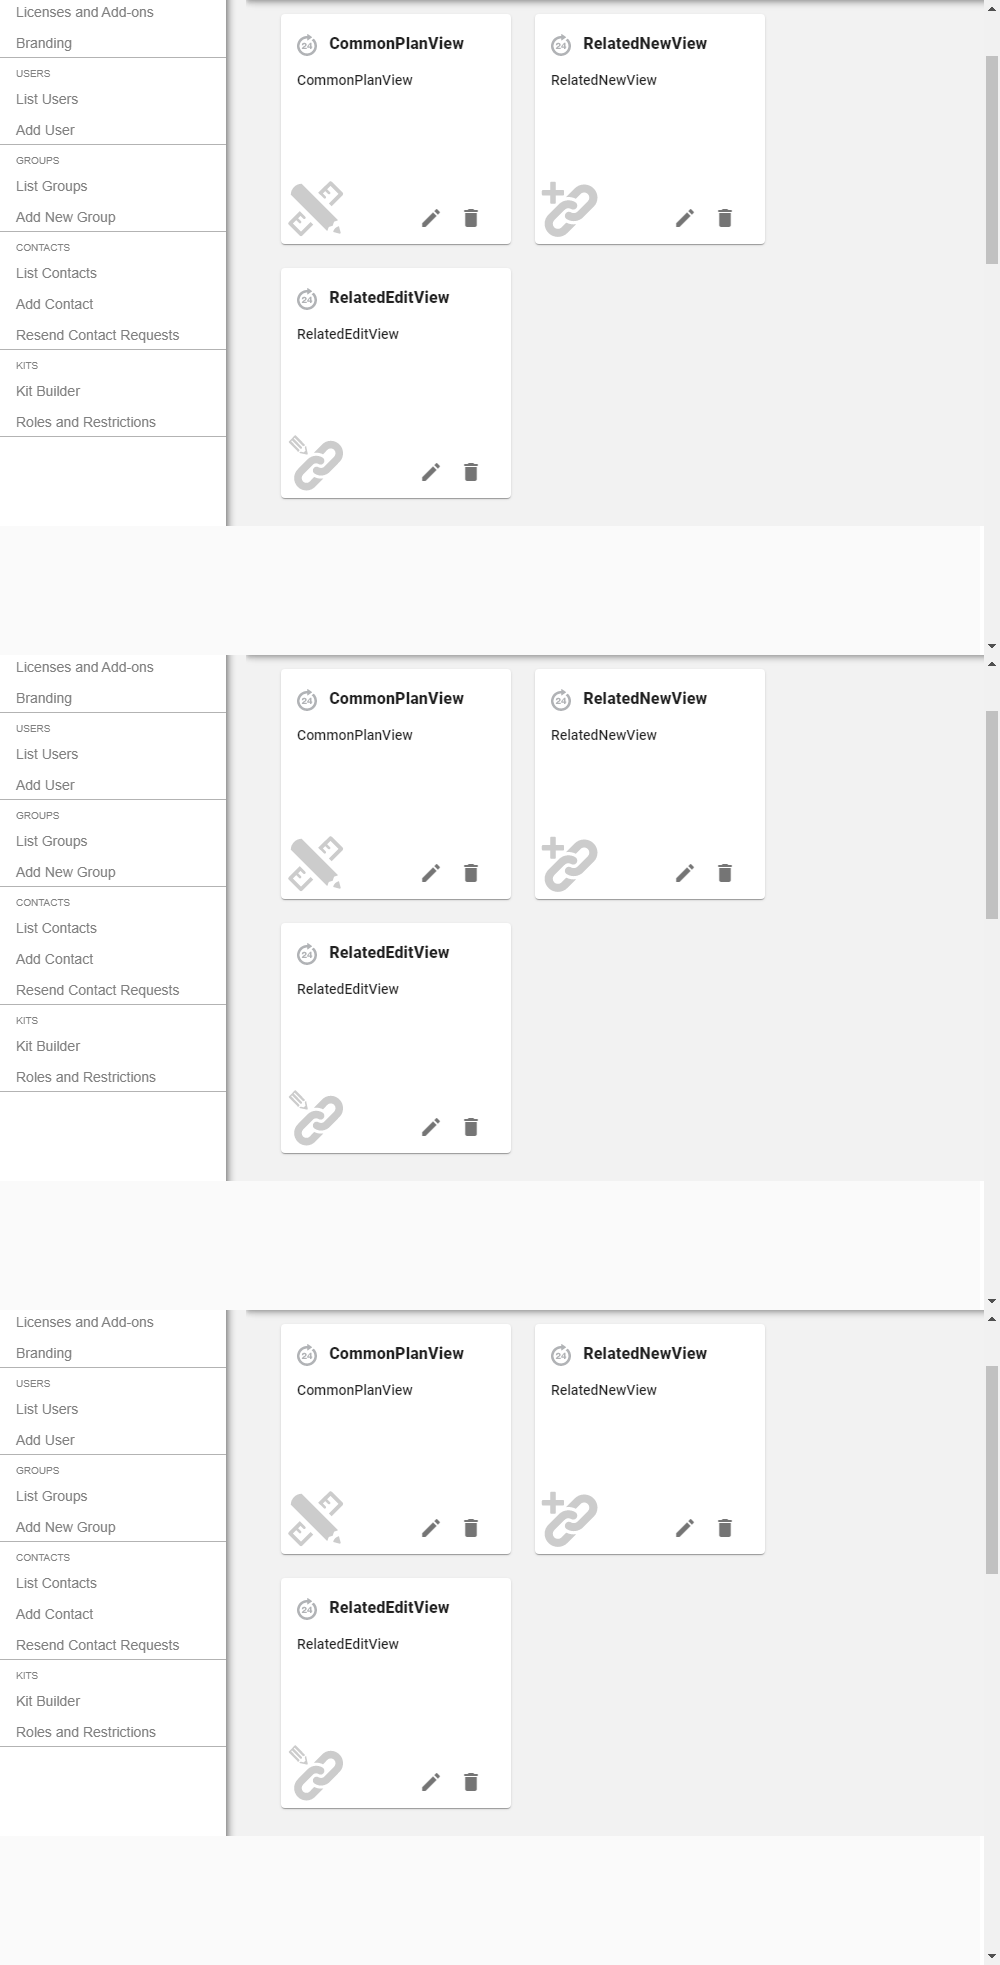 Licenses and Add-ons
Branding
USERS
List Users
Add User
GROUPS
List Groups
Add New Group
CONTACTS
List Contacts
Add Contact
Resend Contact Requests
KITS
Kit Builder
Roles and Restrictions
24 CommonPlanView
CommonPlanView
24 RelatedNewView
RelatedNewView
24 RelatedEditView
RelatedEditView
Licenses and Add-ons
Branding
USERS
List Users
Add User
GROUPS
List Groups
Add New Group
CONTACTS
List Contacts
Add Contact
Resend Contact Requests
KITS
Kit Builder
Roles and Restrictions
24 CommonPlanView
CommonPlanView
24 RelatedNewView
RelatedNewView
24 RelatedEditView
RelatedEditView
Licenses and Add-ons
Branding
USERS
List Users
Add User
GROUPS
List Groups
Add New Group
CONTACTS
List Contacts
Add Contact
Resend Contact Requests
KITS
Kit Builder
Roles and Restrictions
24 CommonPlanView
CommonPlanView
24 RelatedNewView
RelatedNewView
24 RelatedEditView
RelatedEditView